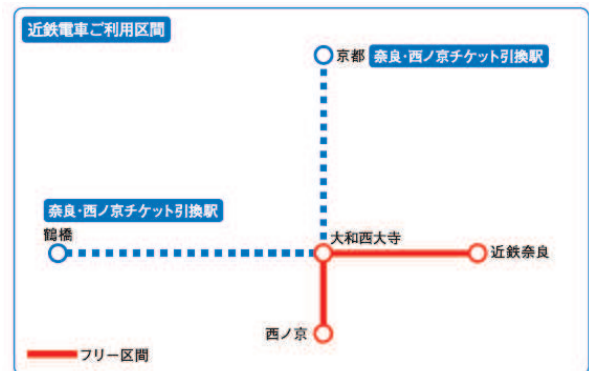 近鉄電車ご利用区間
京都 奈良・西ノ京チケット引換駅
奈良・西ノ京チケット引換駅
鶴橋
大和西大寺
近鉄奈良
西ノ京
フリー区間